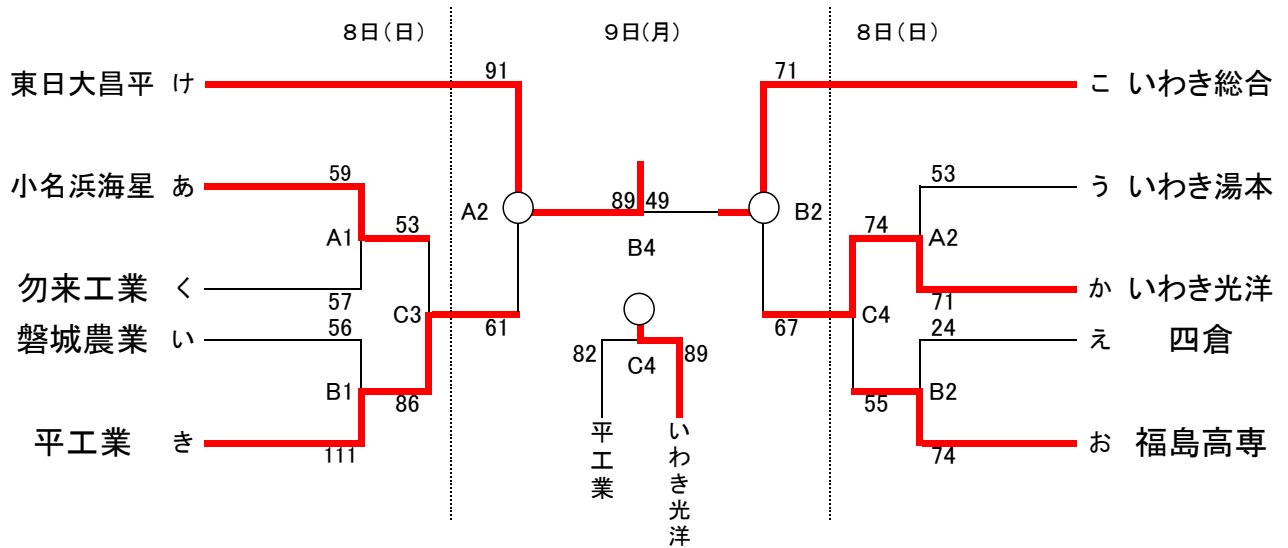 8日(日)
9日(月)
8日(日)
東日大昌平 け
91
71
こ いわき総合
小名浜海星 あ
59
53
う いわき湯本
A2
89
49
B2
A1
53
74
A2
B4
勿来工業 く
57
か いわき光洋
71
磐城農業 い
56
C3
61
67
C4
24
え 四倉
82
C4
89
B1
86
55
B2
平工業 き
111
平工業
いわき光洋
74
お 福島高専